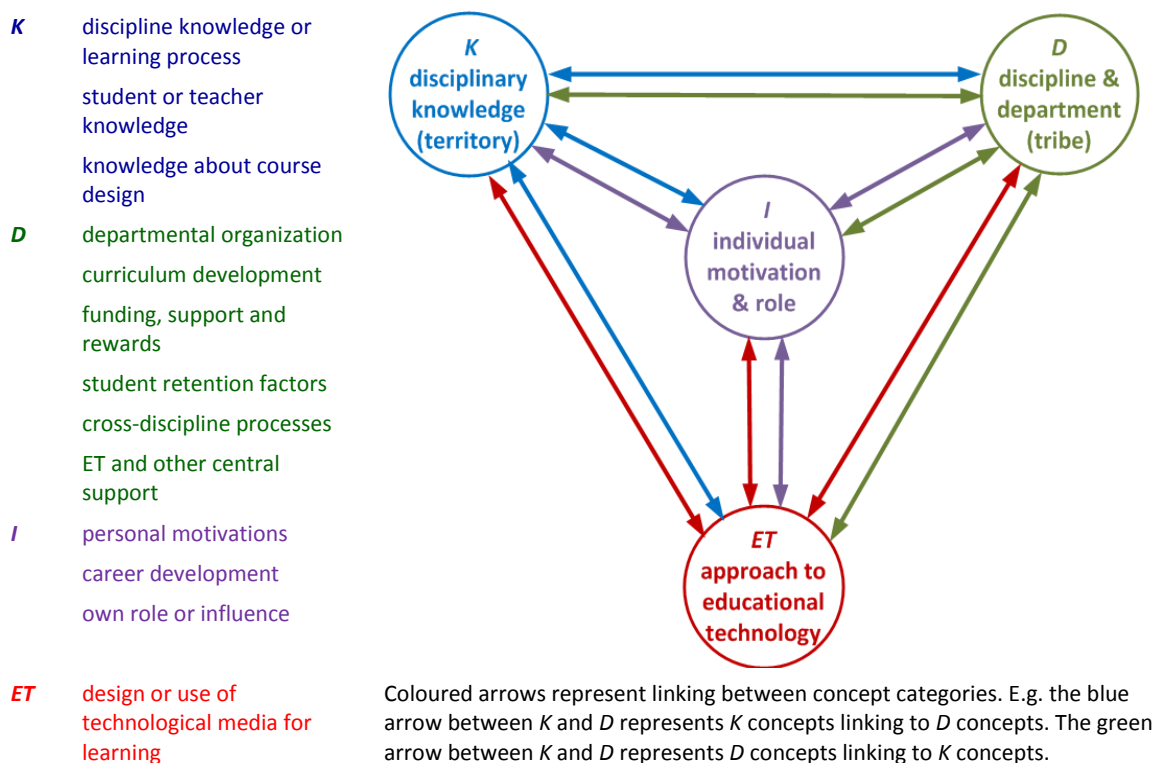 K discipline knowledge or
learning process
student or teacher
knowledge
knowledge about course
design
D departmental organization
curriculum development
funding, support and
rewards
student retention factors
cross-discipline processes
ET and other central
support
I personal motivations
career development
own role or influence
ET design or use of
technological media for
learning
K
disciplinary
knowledge
(territory)
D
discipline &
department
(tribe)
I
individual
motivation
& role
ET
approach to
educational
technology
Coloured arrows represent linking between concept categories. E.g. the blue
arrow between K and D represents K concepts linking to D concepts. The green
arrow between K and D represents D concepts linking to K concepts.